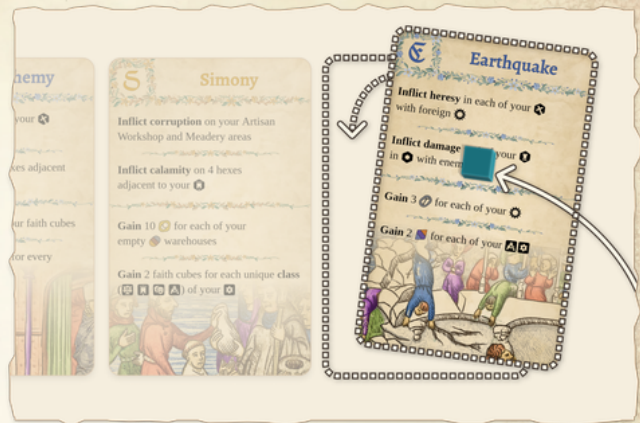 hemy
your
xes adjacent
ur faith cubes
for every
S
Simony
Inflict corruption on your Artisan
Workshop and Meadery areas
Inflict calamity on 4 hexes
adjacent to your
Gain 10 for each of your
empty warehouses
Gain 2 faith cubes for each unique class
( ) of your
E
Earthquake
Inflict heresy in each of your
with foreign
Inflict damage your
in with enem
Gain 3 for each of your
Gain 2 for each of your